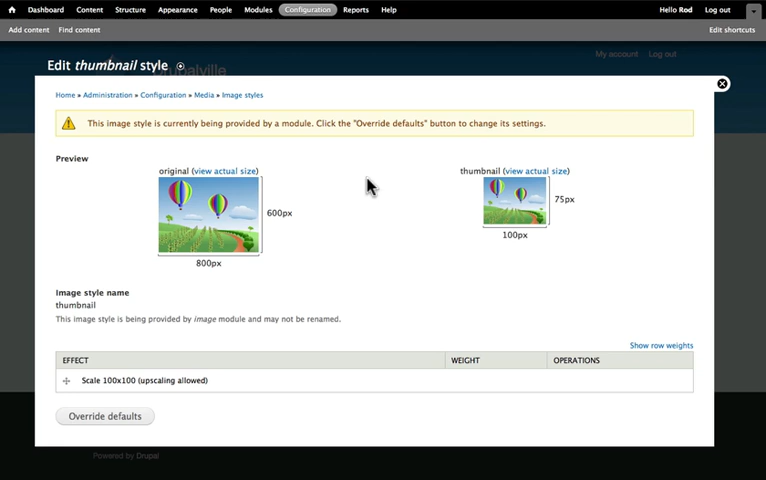 Dashboard Content Structure Appearance People Modules Configuration Reports Help Hello Rod Log out
Add content Find content Edit shortcuts
My account Log out
Edit thumbnail style
Drupalville
Home » Administration » Configuration » Media » Image styles
This image style is currently being provided by a module. Click the "Override defaults" button to change its settings.
Preview
original (view actual size) thumbnail (view actual size)
600px 75px
800px 100px
Image style name
thumbnail
This image style is being provided by image module and may not be renamed.
Show row weights
EFFECT WEIGHT OPERATIONS
Scale 100x100 (upscaling allowed)
Override defaults
Powered by Drupal